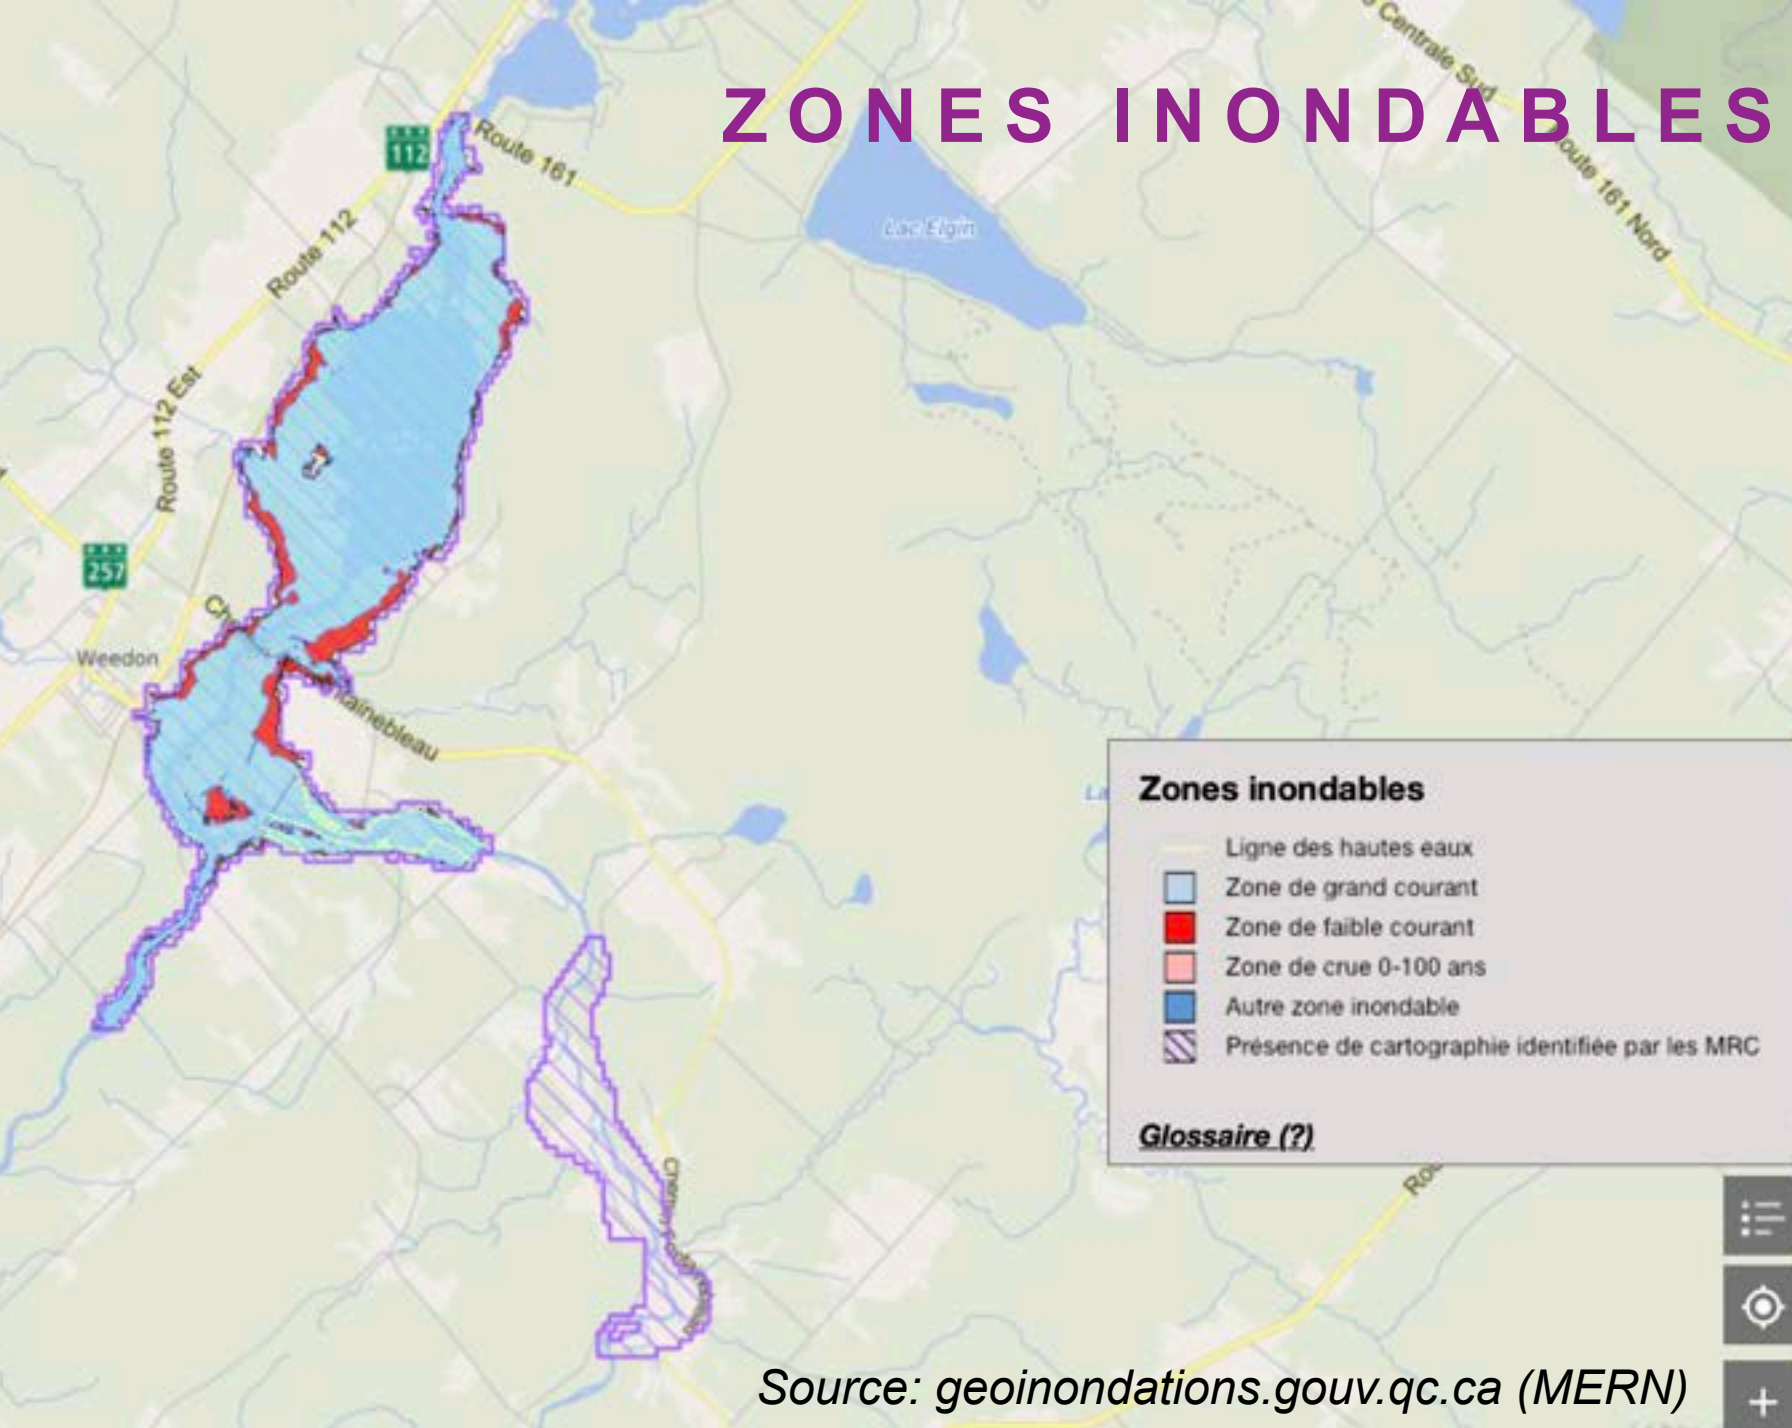 Centrale Sud
ZONES INONDABLES
112
Route 161
Route 161 Nord
Lac Elgin
Route 112
Route 112 Est
257
Weedon
Zones inondables
Ligne des hautes eaux
Zone de grand courant
Zone de faible courant
Zone de crue 0-100 ans
Autre zone inondable
Présence de cartographie identifiée par les MRC
Glossaire (?)
Source: geoinondations.gouv.qc.ca (MERN)